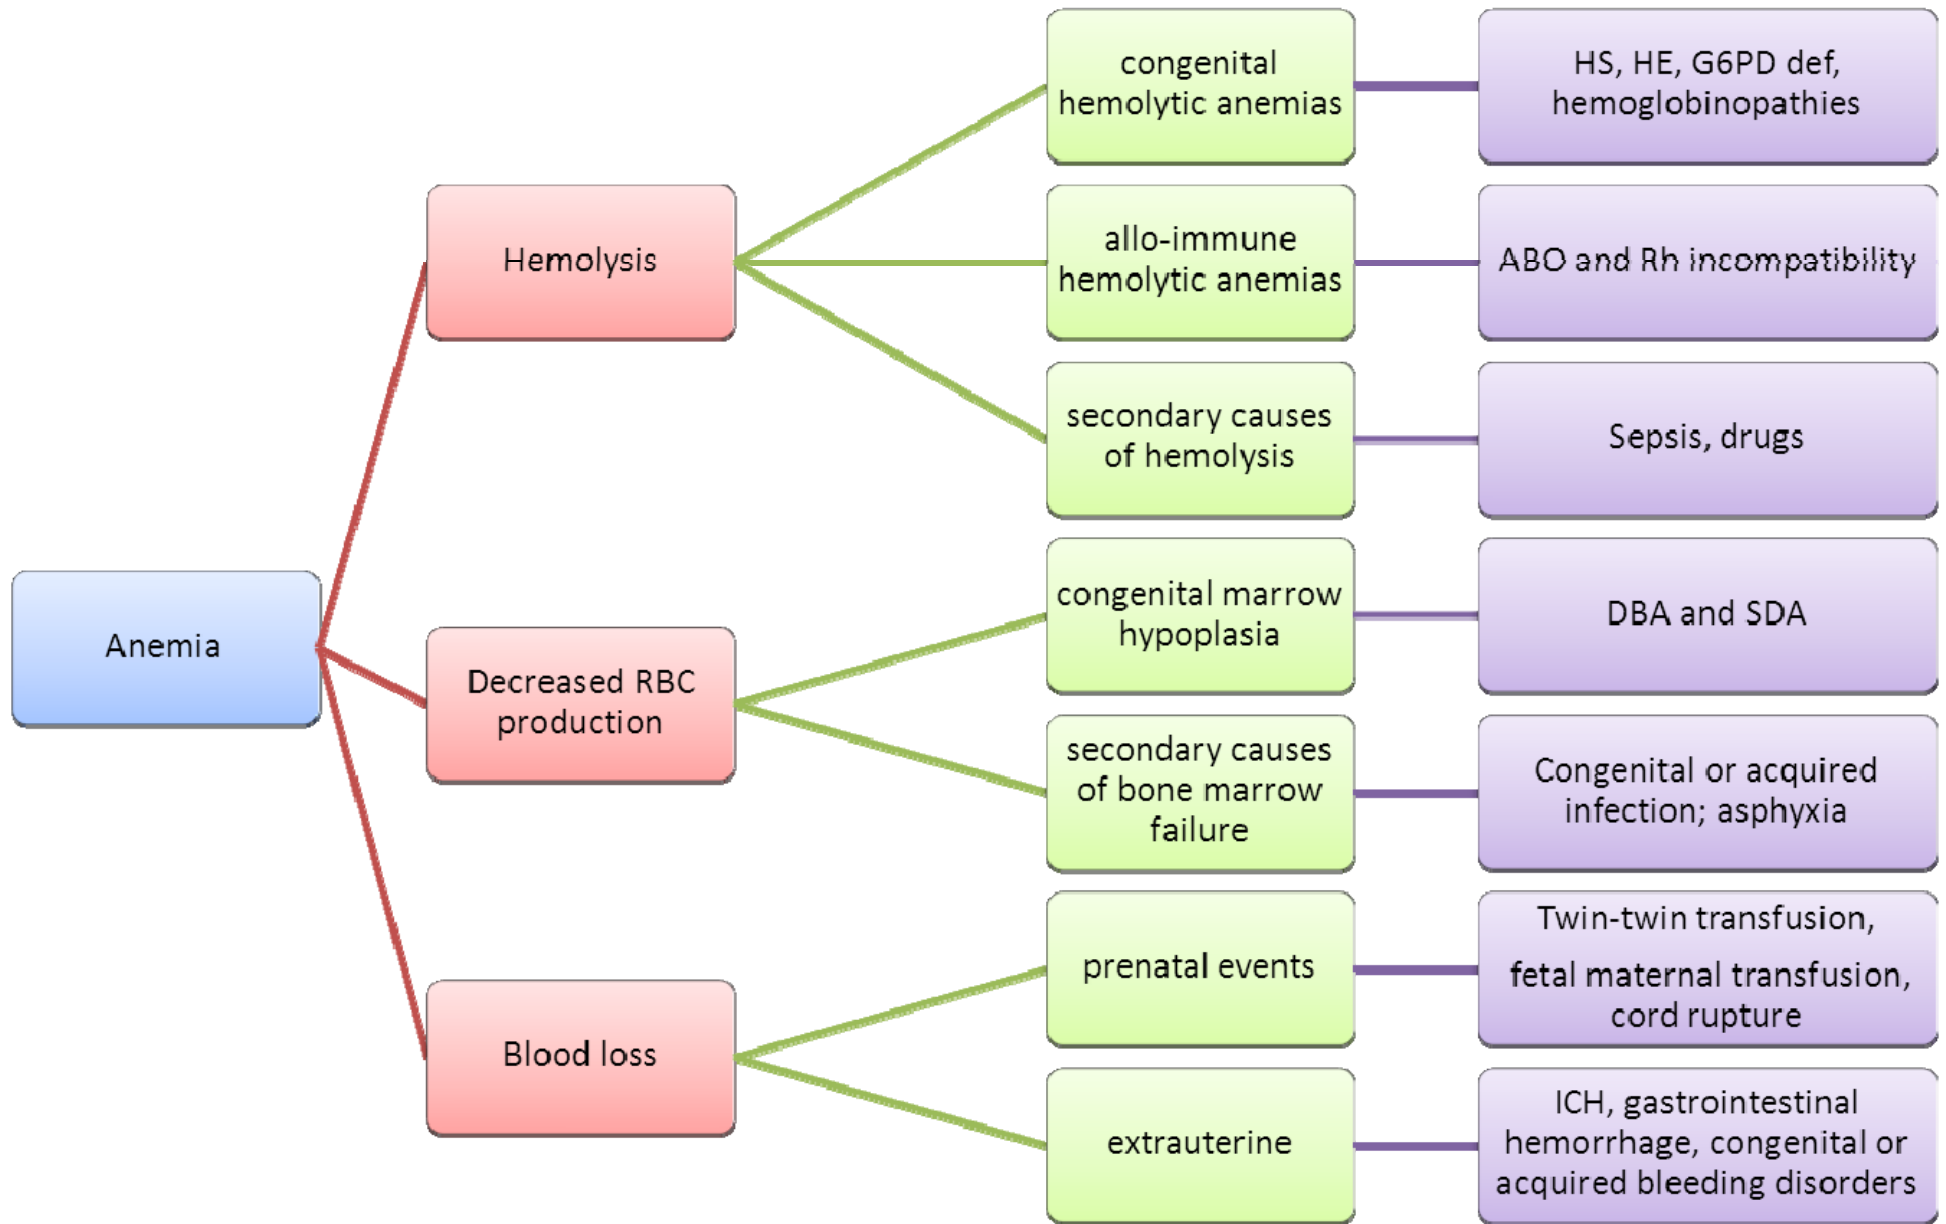 Anemia
Hemolysis
congenital
hemolytic anemias
HS, HE, G6PD def,
hemoglobinopathies
allo-immune
hemolytic anemias
ABO and Rh incompatibility
secondary causes
of hemolysis
Sepsis, drugs
Decreased RBC
production
congenital marrow
hypoplasia
DBA and SDA
secondary causes
of bone marrow
failure
Congenital or acquired
infection; asphyxia
Blood loss
prenatal events
Twin-twin transfusion,
fetal maternal transfusion,
cord rupture
extrauterine
ICH, gastrointestinal
hemorrhage, congenital or
acquired bleeding disorders